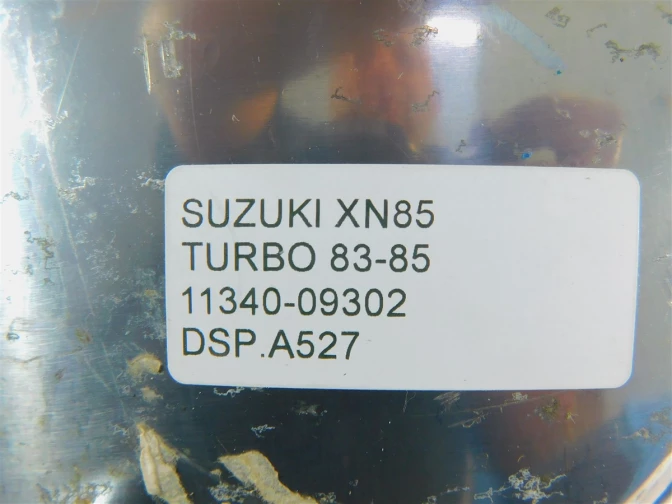 SUZUKI XN85
TURBO 83-85
11340-09302
DSP.A527